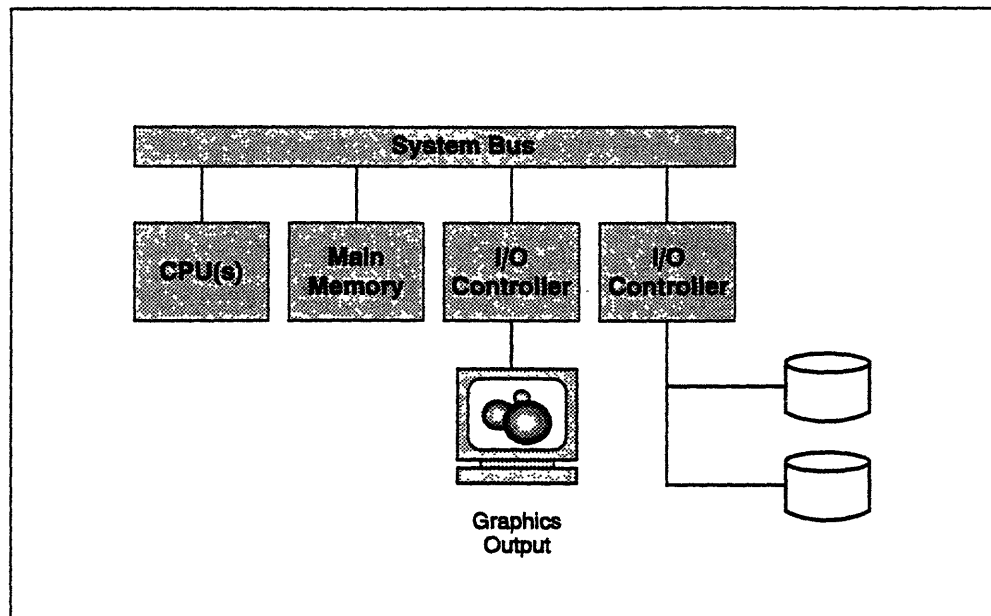 System Bus
CPU(s)
Main
Memory
I/O
Controller
I/O
Controller
Graphics
Output